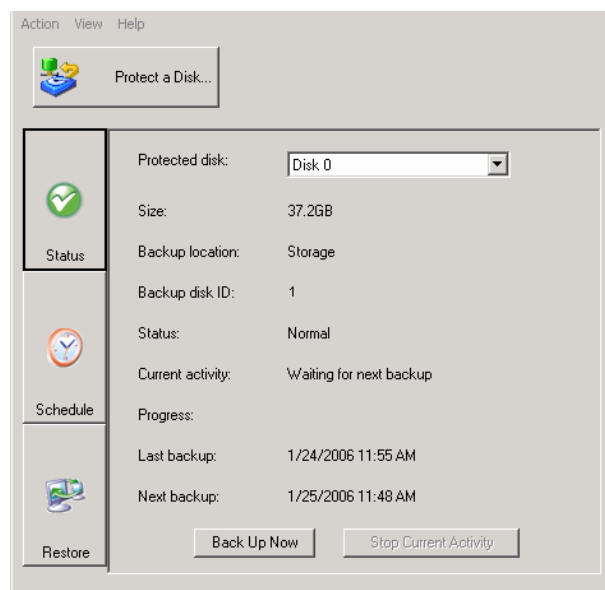 Action View Help
Protect a Disk...
Protected disk: Disk 0
Size: 37.2GB
Status
Backup location: Storage
Backup disk ID: 1
Status: Normal
Current activity: Waiting for next backup
Schedule
Progress:
Last backup: 1/24/2006 11:55 AM
Next backup: 1/25/2006 11:48 AM
Restore
Back Up Now Stop Current Activity